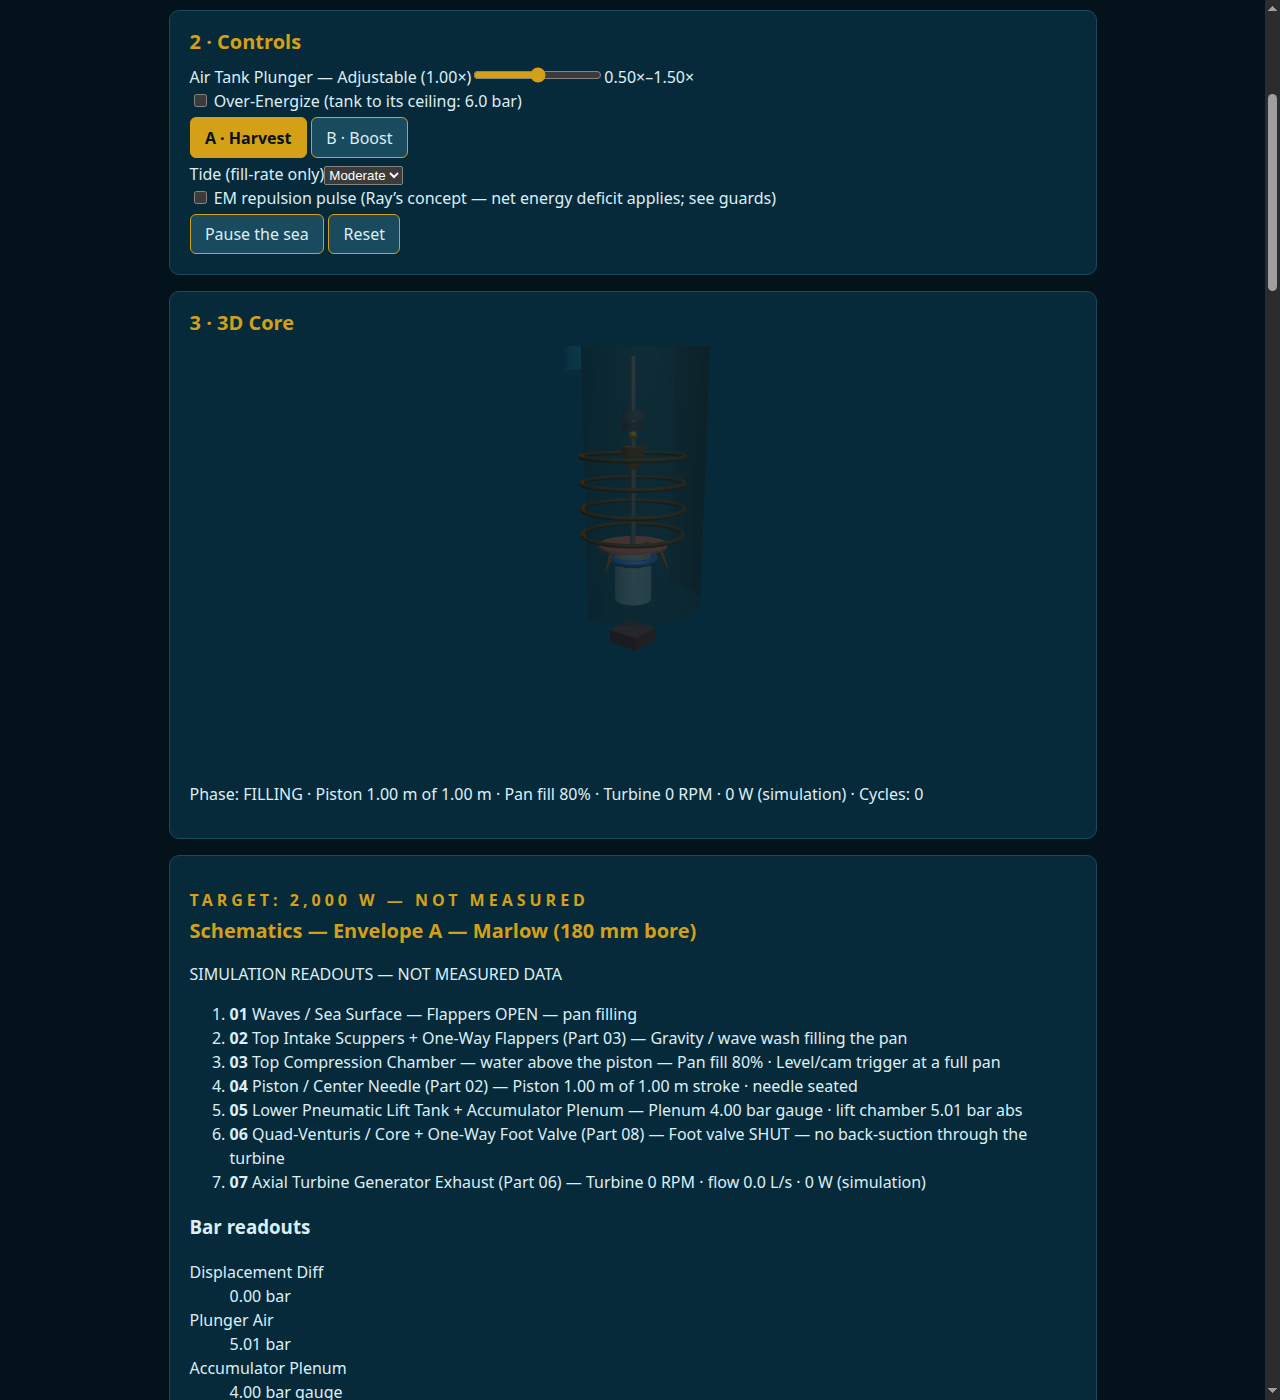 2 · Controls
Air Tank Plunger — Adjustable (1.00×) 0.50×–1.50×
Over-Energize (tank to its ceiling: 6.0 bar)
A · Harvest B · Boost
Tide (fill-rate only) Moderate
EM repulsion pulse (Ray’s concept — net energy deficit applies; see guards)
Pause the sea Reset
3 · 3D Core
Phase: FILLING · Piston 1.00 m of 1.00 m · Pan fill 80% · Turbine 0 RPM · 0 W (simulation) · Cycles: 0
TARGET: 2,000 W — NOT MEASURED
Schematics — Envelope A — Marlow (180 mm bore)
SIMULATION READOUTS — NOT MEASURED DATA
1. 01 Waves / Sea Surface — Flappers OPEN — pan filling
2. 02 Top Intake Scuppers + One-Way Flappers (Part 03) — Gravity / wave wash filling the pan
3. 03 Top Compression Chamber — water above the piston — Pan fill 80% · Level/cam trigger at a full pan
4. 04 Piston / Center Needle (Part 02) — Piston 1.00 m of 1.00 m stroke · needle seated
5. 05 Lower Pneumatic Lift Tank + Accumulator Plenum — Plenum 4.00 bar gauge · lift chamber 5.01 bar abs
6. 06 Quad-Venturis / Core + One-Way Foot Valve (Part 08) — Foot valve SHUT — no back-suction through the
turbine
7. 07 Axial Turbine Generator Exhaust (Part 06) — Turbine 0 RPM · flow 0.0 L/s · 0 W (simulation)
Bar readouts
Displacement Diff
0.00 bar
Plunger Air
5.01 bar
Accumulator Plenum
4.00 bar gauge